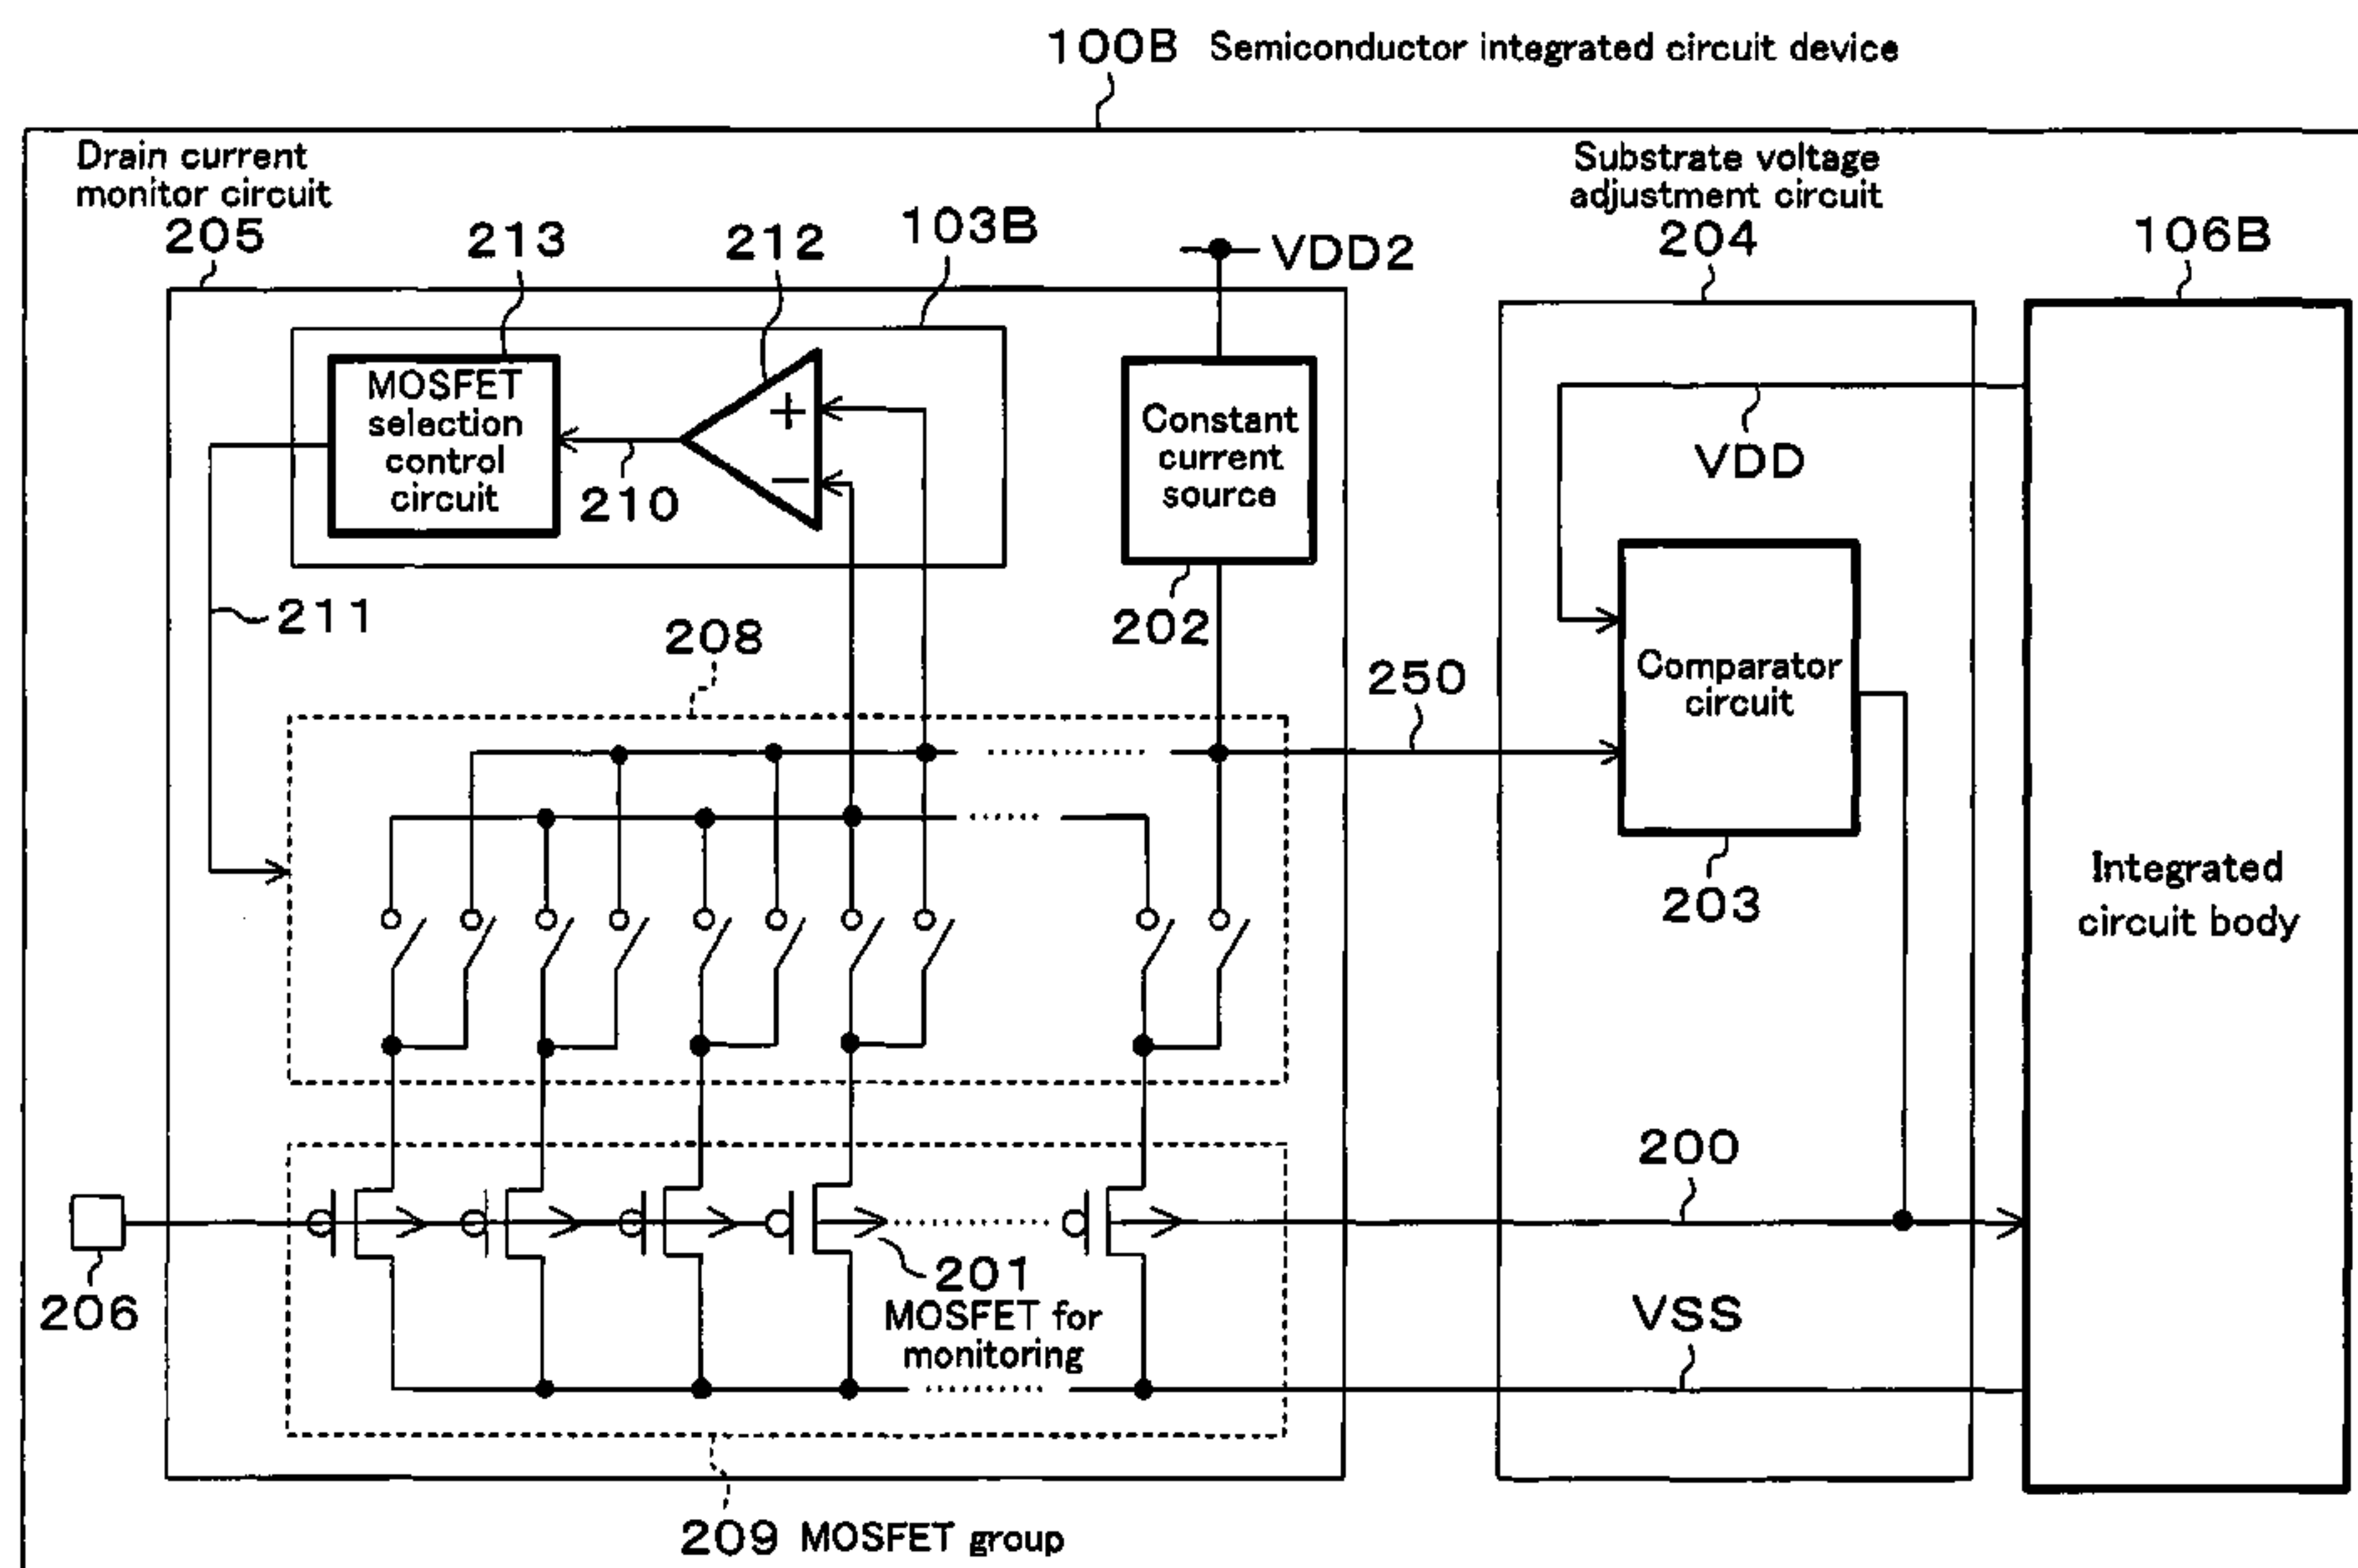 100B Semiconductor integrated circuit device
Drain current
monitor circuit
205
213
212
103B
VDD2
Substrate voltage
adjustment circuit
204
106B
MOSFET
selection
control
circuit
210
+
−
Constant
current
source
202
VDD
211
208
250
Comparator
circuit
203
Integrated
circuit body
200
206
201
MOSFET for
monitoring
VSS
209 MOSFET group